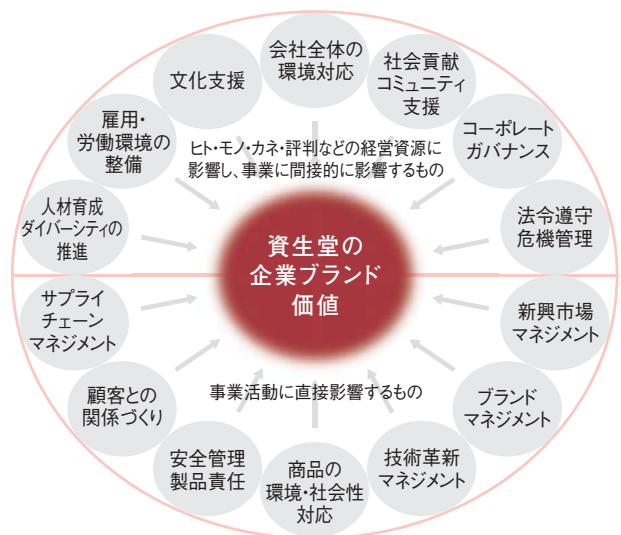 会社全体の
環境対応
文化支援
社会貢献
コミュニティ
支援
雇用・
労働環境の
整備
コーポレート
ガバナンス
ヒト・モノ・カネ・評判などの経営資源に
影響し、事業に間接的に影響するもの
人材育成
ダイバーシティの
推進
法令遵守
危機管理
資生堂の
企業ブランド
価値
サプライ
チェーン
マネジメント
新興市場
マネジメント
顧客との
関係づくり
事業活動に直接影響するもの
ブランド
マネジメント
安全管理
製品責任
商品の
環境・社会性
対応
技術革新
マネジメント